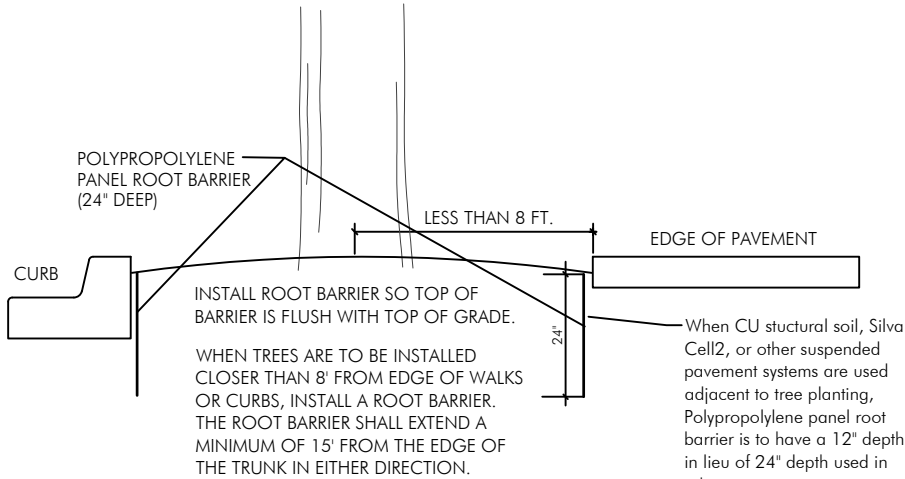 POLYPROPOLYLENE
PANEL ROOT BARRIER
(24" DEEP)
LESS THAN 8 FT.
EDGE OF PAVEMENT
CURB
INSTALL ROOT BARRIER SO TOP OF
BARRIER IS FLUSH WITH TOP OF GRADE.
WHEN TREES ARE TO BE INSTALLED
CLOSER THAN 8' FROM EDGE OF WALKS
OR CURBS, INSTALL A ROOT BARRIER.
THE ROOT BARRIER SHALL EXTEND A
MINIMUM OF 15' FROM THE EDGE OF
THE TRUNK IN EITHER DIRECTION.
24"
When CU stuctural soil, Silva
Cell2, or other suspended
pavement systems are used
adjacent to tree planting,
Polypropolylene panel root
barrier is to have a 12" depth
in lieu of 24" depth used in